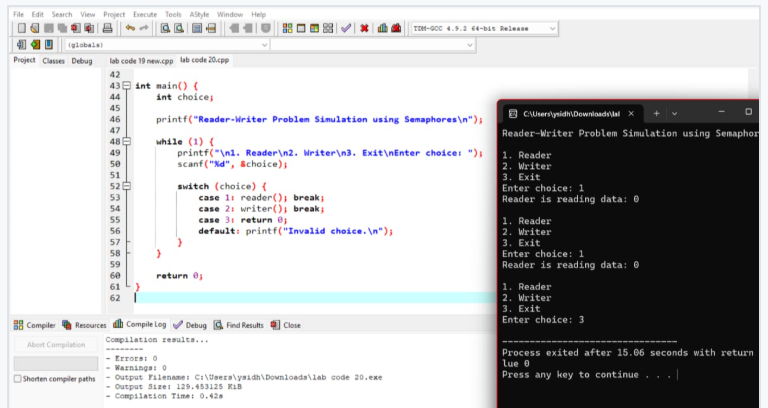 File Edit Search View Project Execute Tools AStyle Window Help
TDM-GCC 4.9.2 64-bit Release
(globals)
Project Classes Debug
lab code 19 new.cpp lab code 20.cpp
42
43 int main() {
44 int choice;
45
46 printf("Reader-Writer Problem Simulation using Semaphores\n");
47
48 while (1) {
49 printf("\n1. Reader\n2. Writer\n3. Exit\nEnter choice: ");
50 scanf("%d", &choice);
51
52 switch (choice) {
53 case 1: reader(); break;
54 case 2: writer(); break;
55 case 3: return 0;
56 default: printf("Invalid choice.\n");
57 }
58 }
59
60 return 0;
61 }
62
Compiler Resources Compile Log Debug Find Results Close
Abort Compilation
Shorten compiler paths
Compilation results...
--------
- Errors: 0
- Warnings: 0
- Output Filename: C:\Users\ysidh\Downloads\lab code 20.exe
- Output Size: 129.453125 KiB
- Compilation Time: 0.42s
C:\Users\ysidh\Downloads\lal
Reader-Writer Problem Simulation using Semaphor
1. Reader
2. Writer
3. Exit
Enter choice: 1
Reader is reading data: 0
1. Reader
2. Writer
3. Exit
Enter choice: 1
Reader is reading data: 0
1. Reader
2. Writer
3. Exit
Enter choice: 3
--------------------------------
Process exited after 15.06 seconds with return
lue 0
Press any key to continue . . .